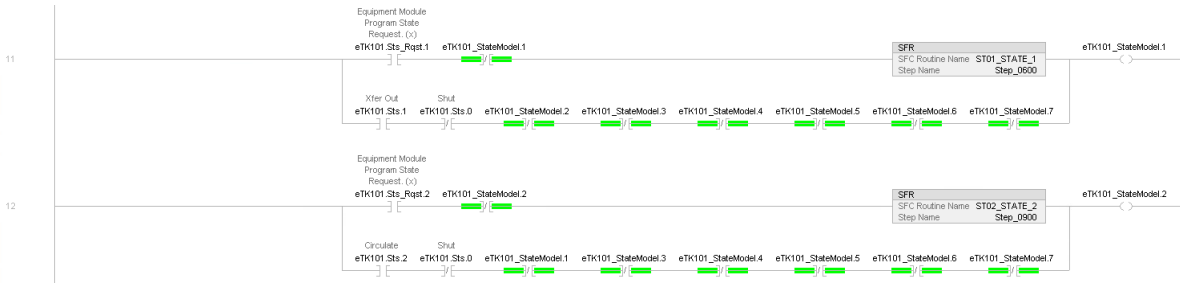 Equipment Module
Program State
Request. (x)
eTK101.Sts_Rqst.1 eTK101_StateModel.1 eTK101_StateModel.1
SFR
11
SFC Routine Name ST01_STATE_1
Step Name Step_0600
Xfer Out Shut
eTK101.Sts.1 eTK101.Sts.0 eTK101_StateModel.2 eTK101_StateModel.3 eTK101_StateModel.4 eTK101_StateModel.5 eTK101_StateModel.6 eTK101_StateModel.7
Equipment Module
Program State
Request. (x)
eTK101.Sts_Rqst.2 eTK101_StateModel.2 eTK101_StateModel.2
SFR
12
SFC Routine Name ST02_STATE_2
Step Name Step_0900
Circulate Shut
eTK101.Sts.2 eTK101.Sts.0 eTK101_StateModel.1 eTK101_StateModel.3 eTK101_StateModel.4 eTK101_StateModel.5 eTK101_StateModel.6 eTK101_StateModel.7